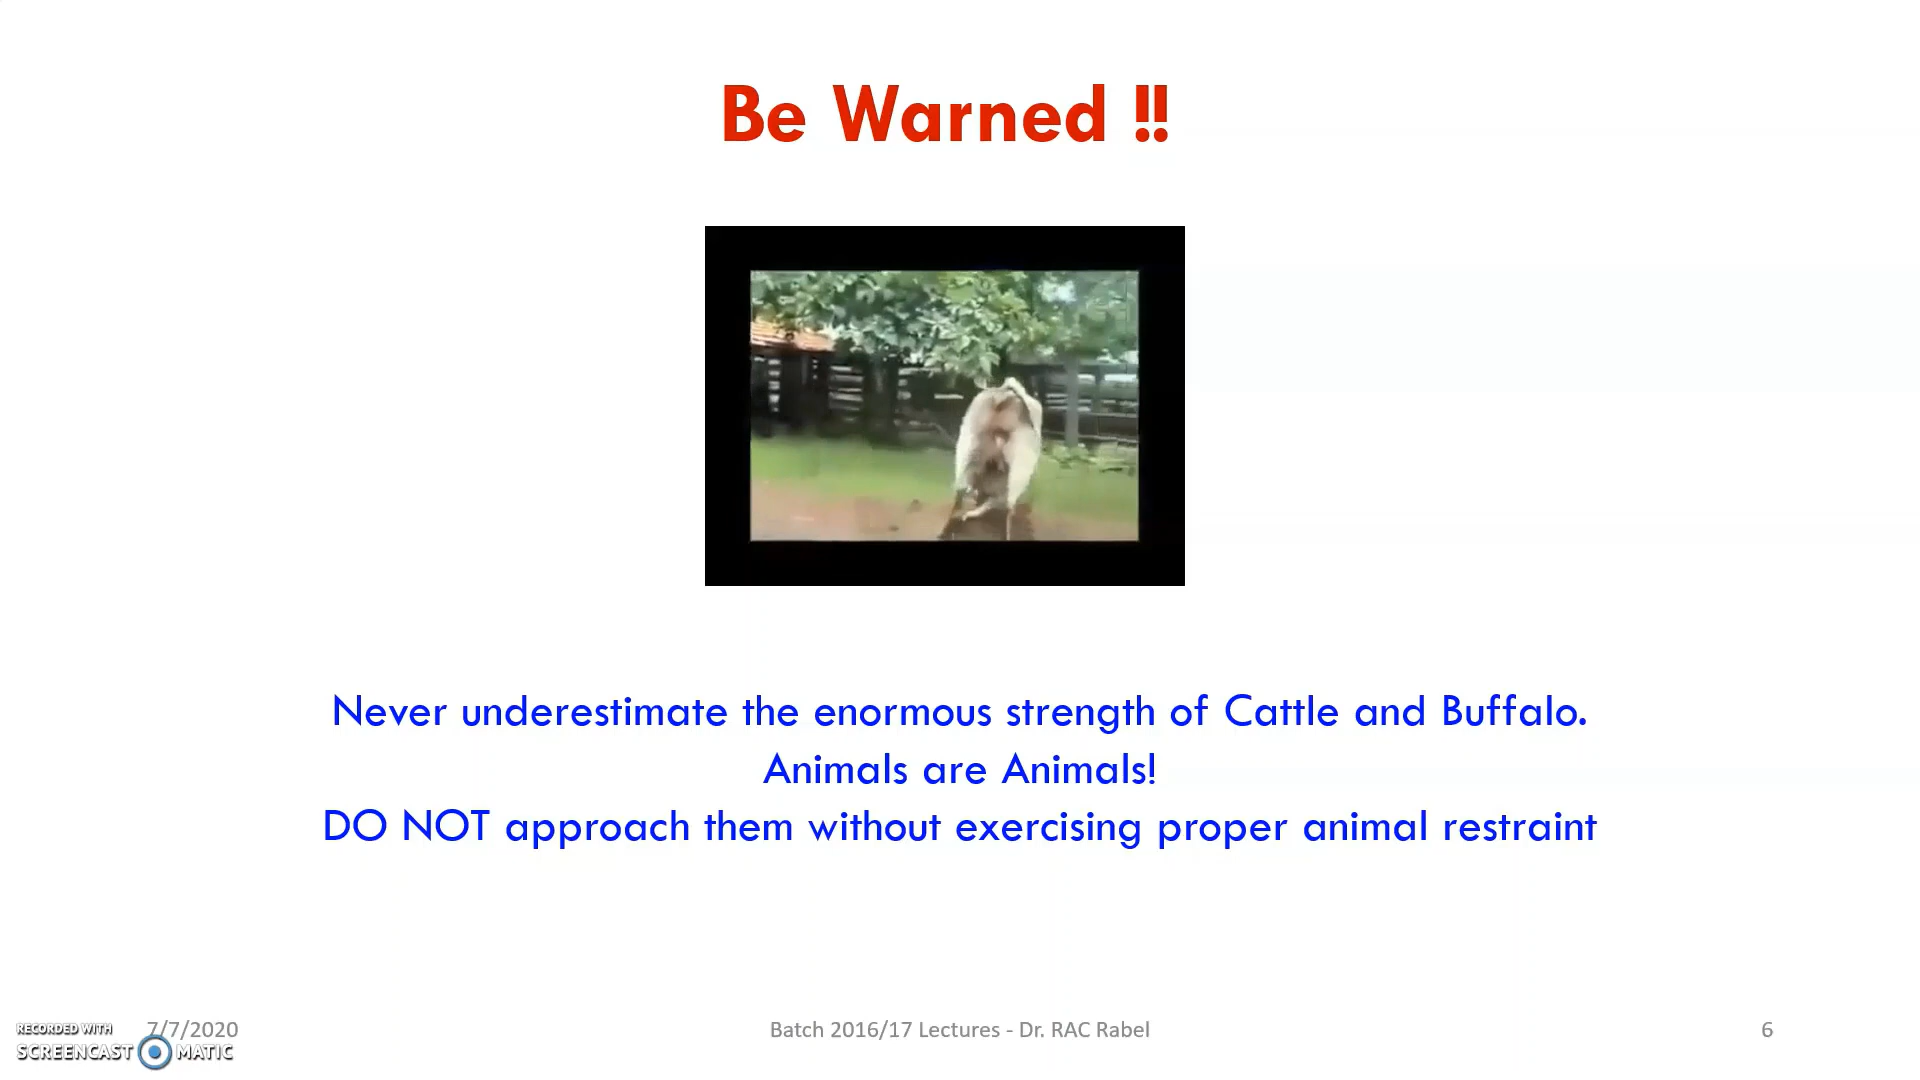 Be Warned !!
Never underestimate the enormous strength of Cattle and Buffalo.
Animals are Animals!
DO NOT approach them without exercising proper animal restraint
RECORDED WITH
SCREENCAST MATIC
7/7/2020
Batch 2016/17 Lectures - Dr. RAC Rabel
6